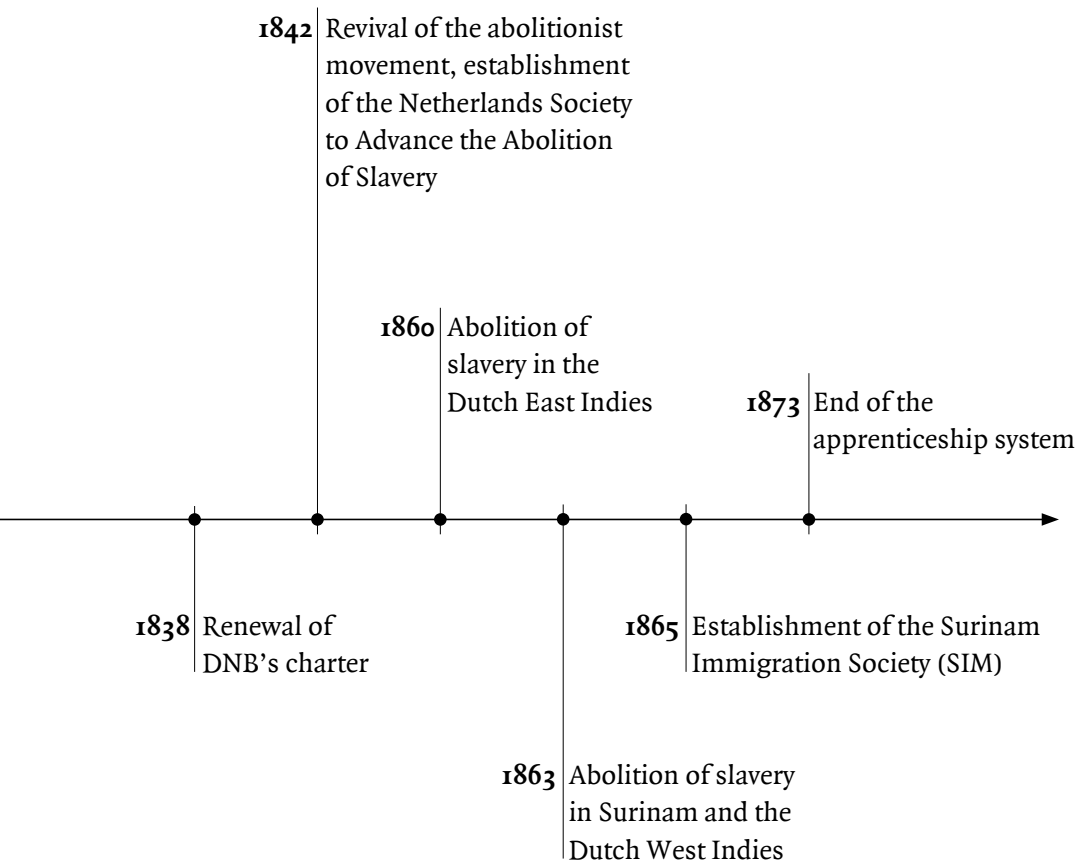 1842 Revival of the abolitionist
movement, establishment
of the Netherlands Society
to Advance the Abolition
of Slavery
1860 Abolition of
slavery in the
Dutch East Indies
1873 End of the
apprenticeship system
1838 Renewal of
DNB’s charter
1865 Establishment of the Surinam
Immigration Society (SIM)
1863 Abolition of slavery
in Surinam and the
Dutch West Indies